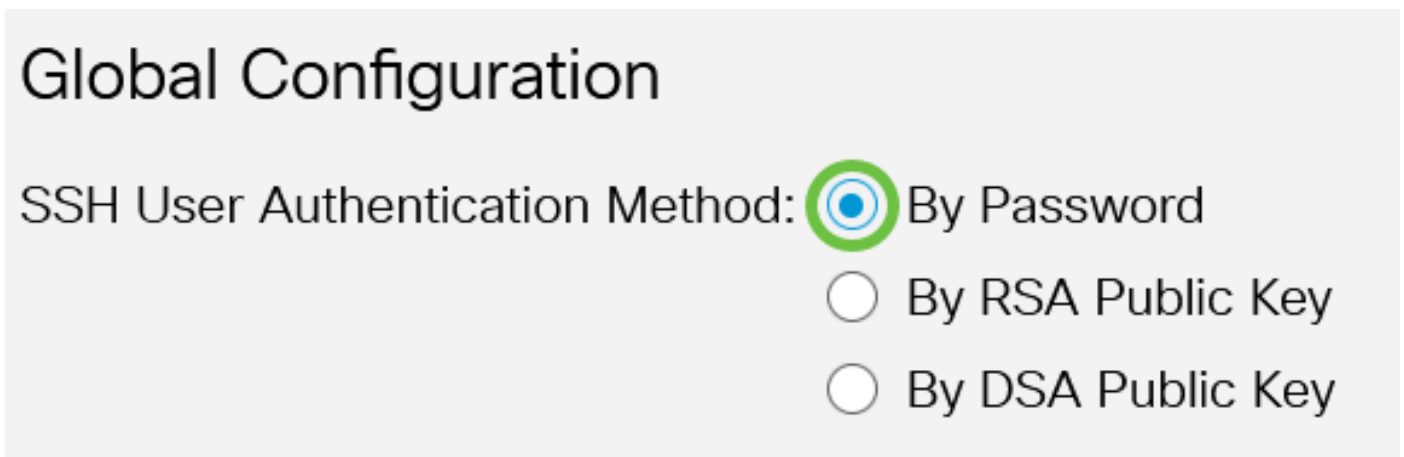 Global Configuration
SSH User Authentication Method: By Password
By RSA Public Key
By DSA Public Key